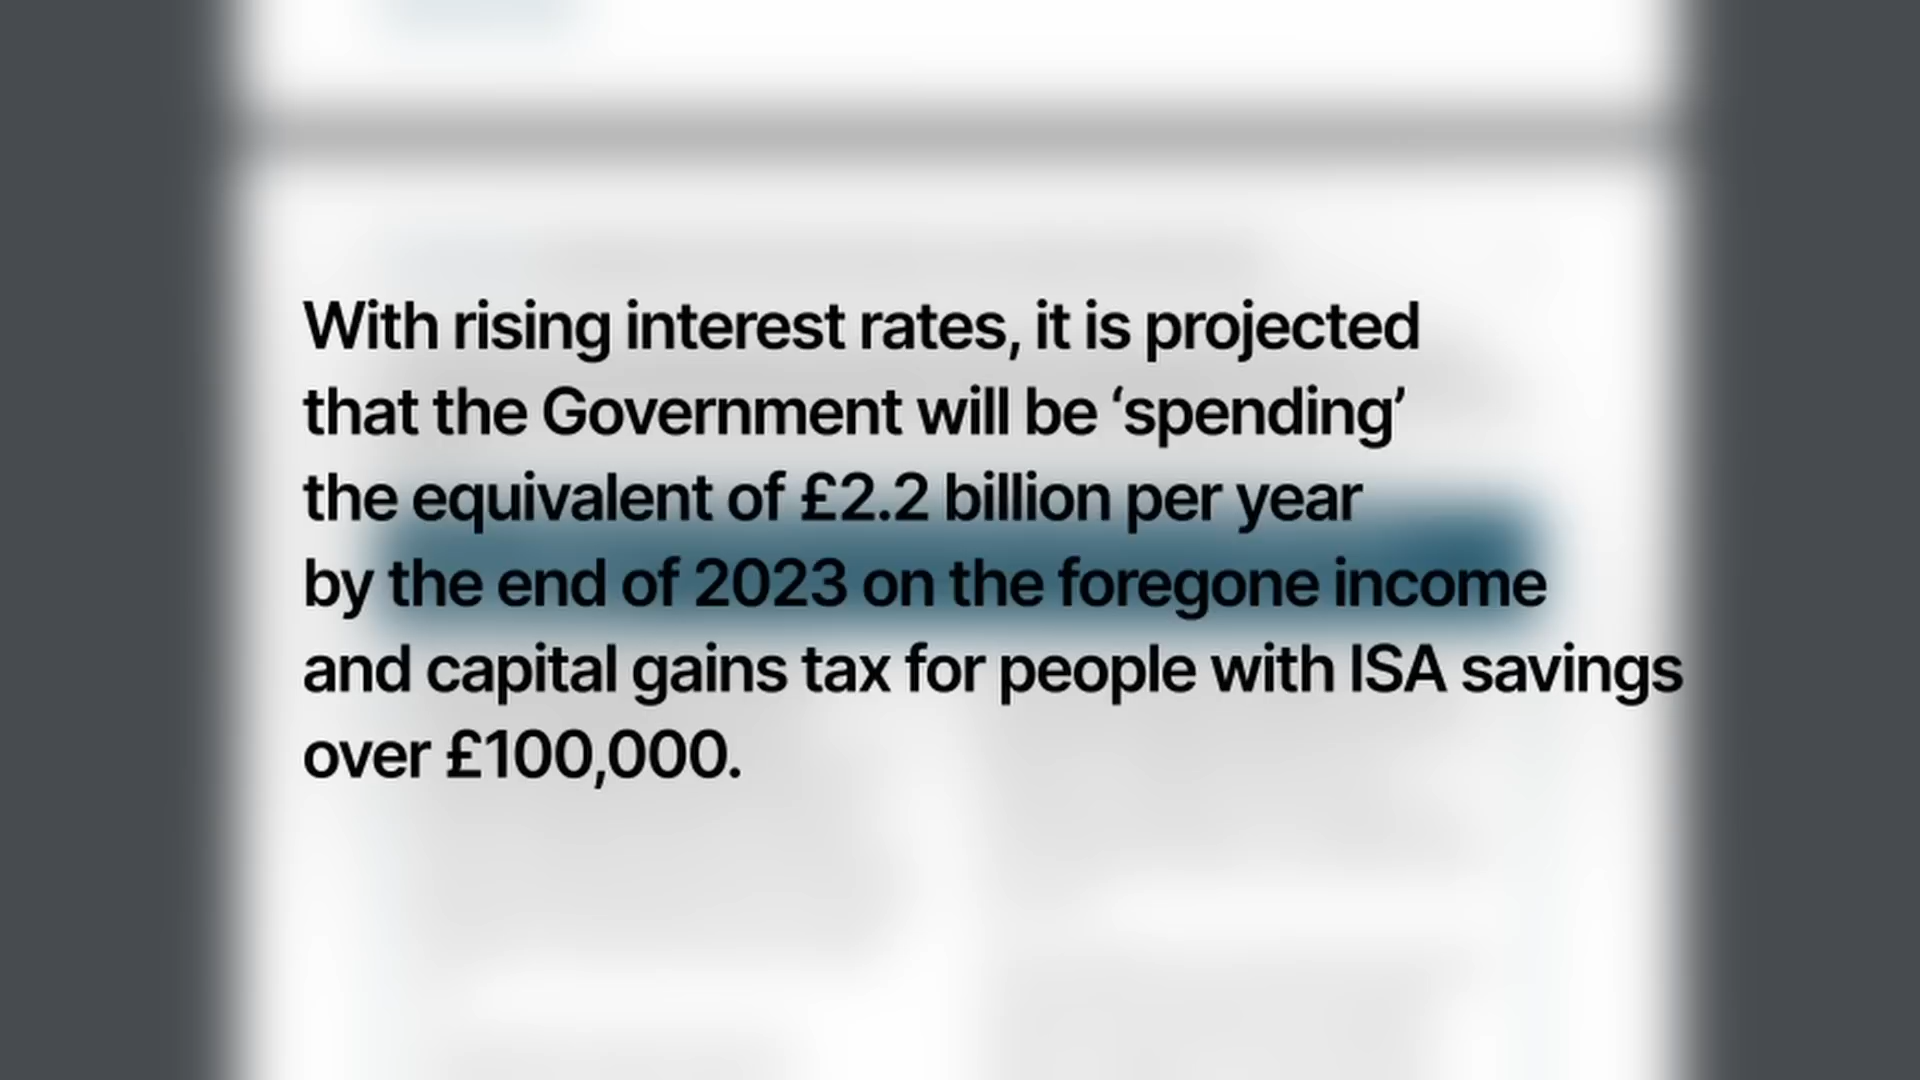 With rising interest rates, it is projected
that the Government will be ‘spending’
the equivalent of £2.2 billion per year
by the end of 2023 on the foregone income
and capital gains tax for people with ISA savings
over £100,000.